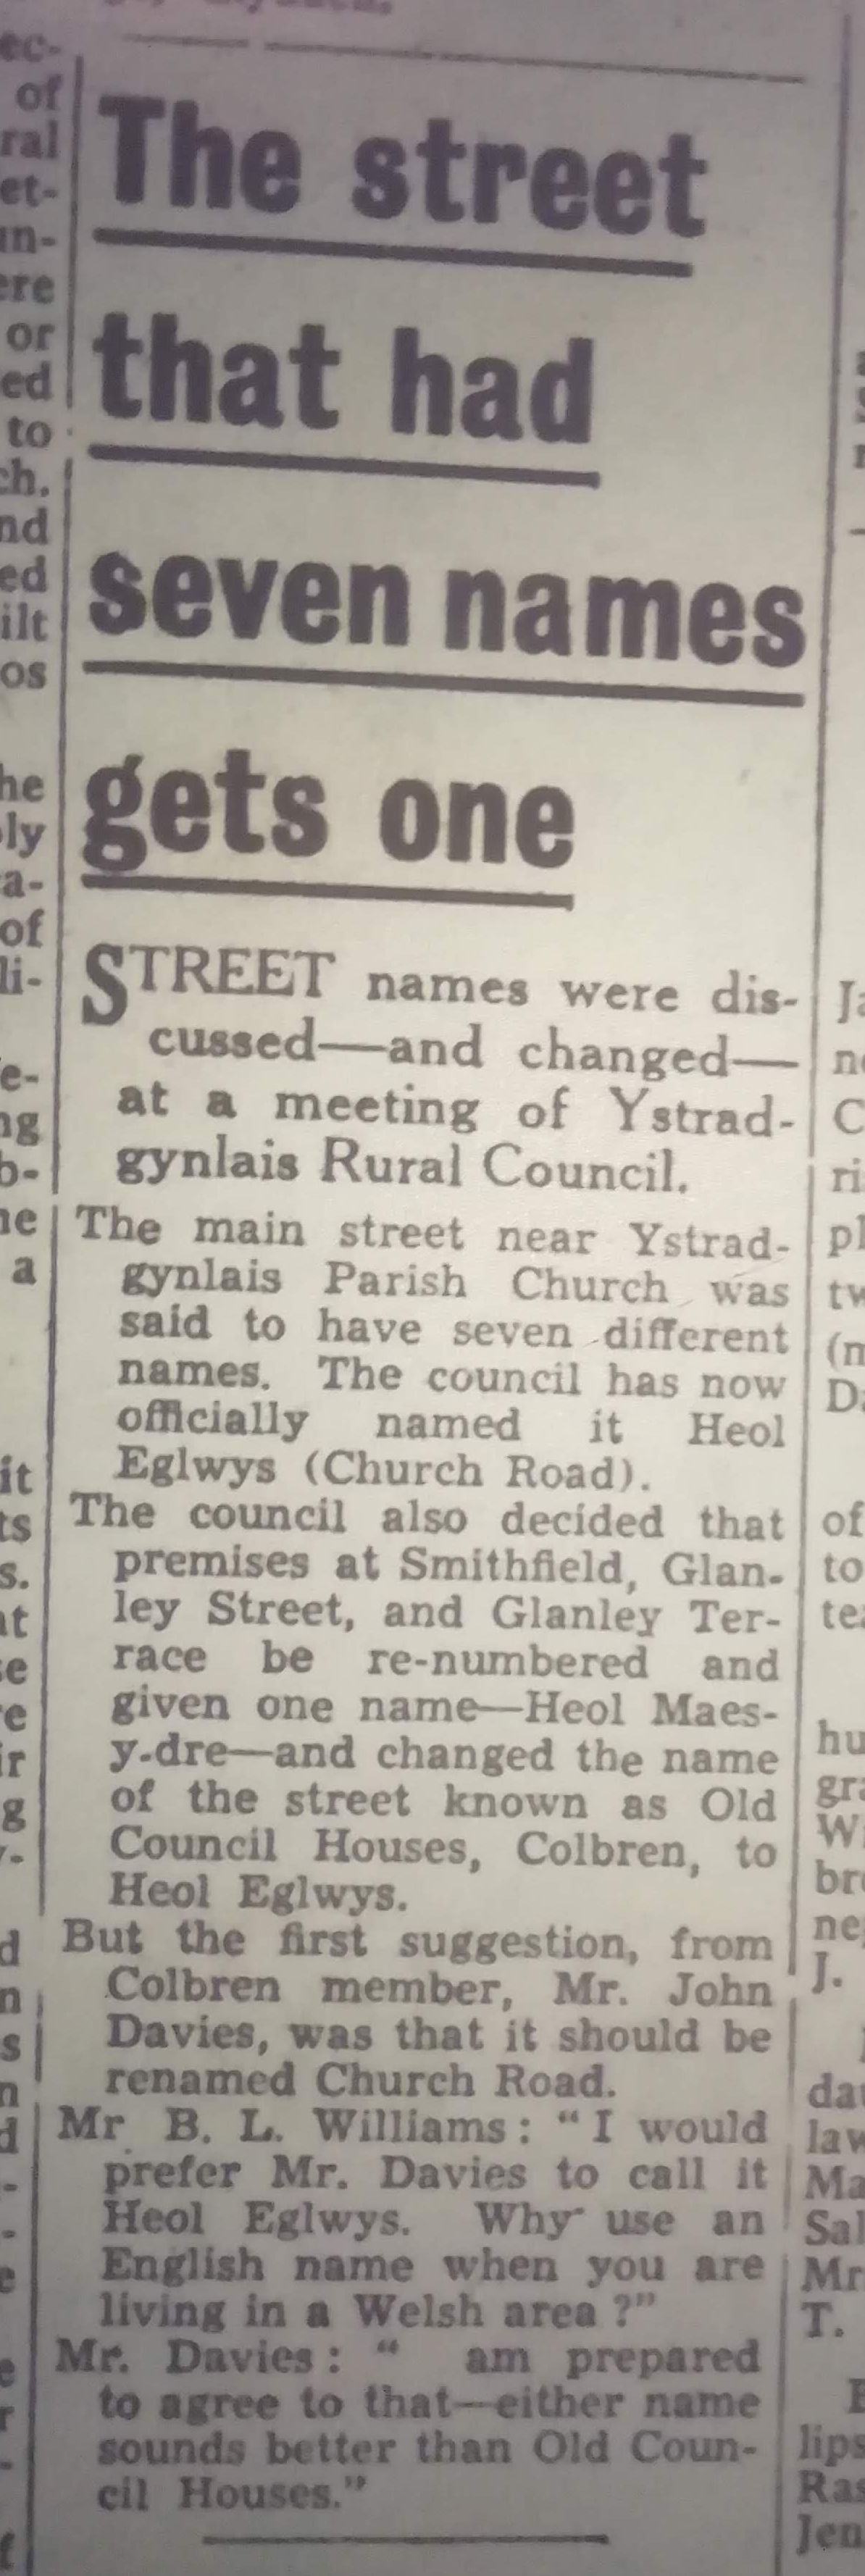 The street
that had
seven names
gets one
STREET names were dis-
cussed—and changed—
at a meeting of Ystrad-
gynlais Rural Council.
The main street near Ystrad-
gynlais Parish Church was
said to have seven different
names. The council has now
officially named it Heol
Eglwys (Church Road).
The council also decided that
premises at Smithfield, Glan-
ley Street, and Glanley Ter-
race be re-numbered and
given one name—Heol Maes-
y-dre—and changed the name
of the street known as Old
Council Houses, Colbren, to
Heol Eglwys.
But the first suggestion, from
Colbren member, Mr. John
Davies, was that it should be
renamed Church Road.
Mr. B. L. Williams: "I would
prefer Mr. Davies to call it
Heol Eglwys. Why use an
English name when you are
living in a Welsh area?"
Mr. Davies: " am prepared
to agree to that—either name
sounds better than Old Coun-
cil Houses."